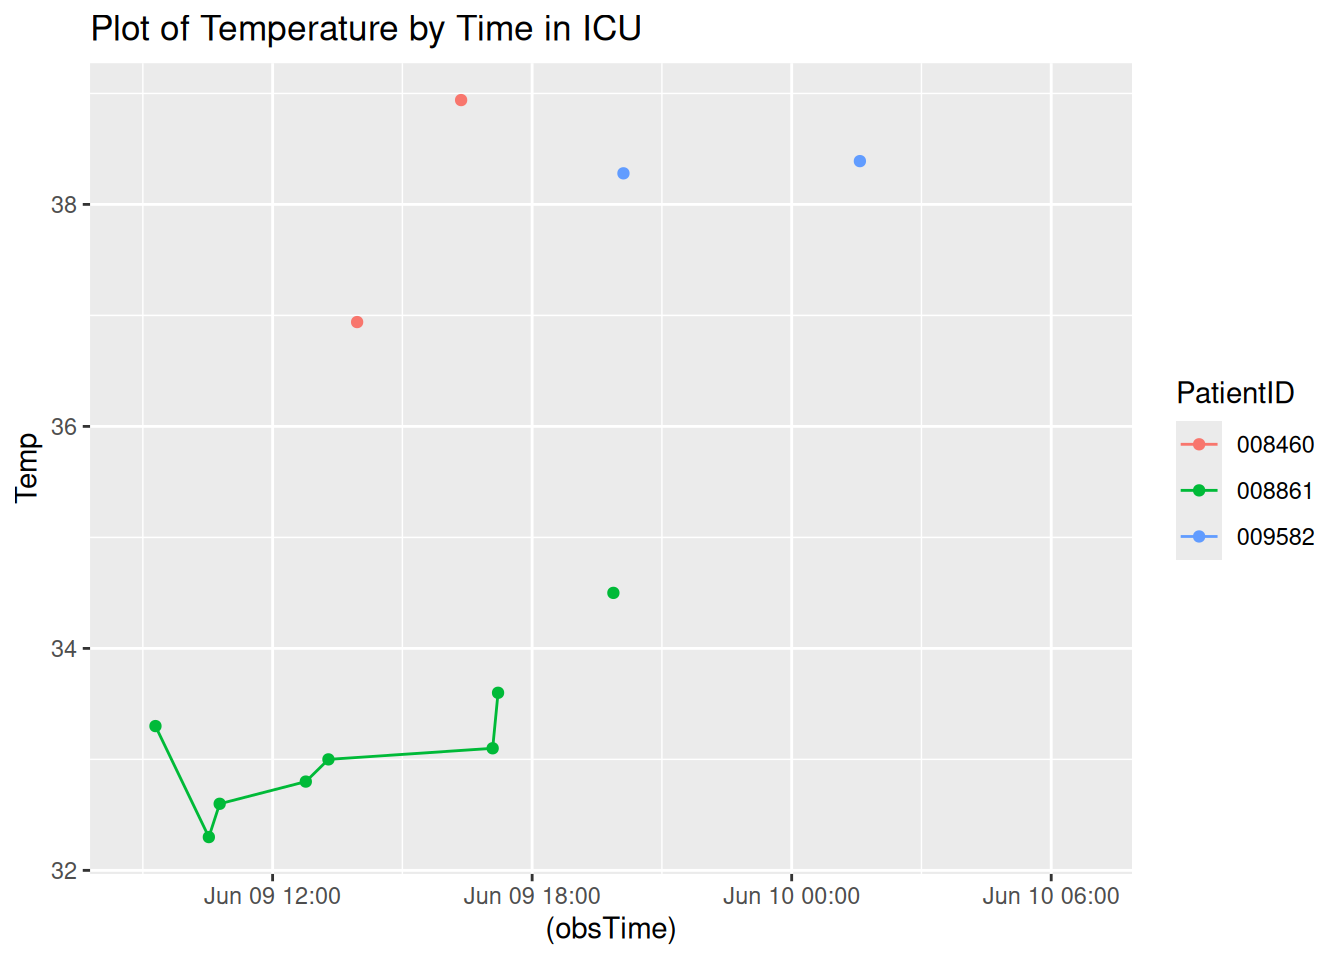 Plot of Temperature by Time in ICU
38
36
34
32
Temp
Jun 09 12:00 Jun 09 18:00 Jun 10 00:00 Jun 10 06:00
(obsTime)
PatientID
008460
008861
009582